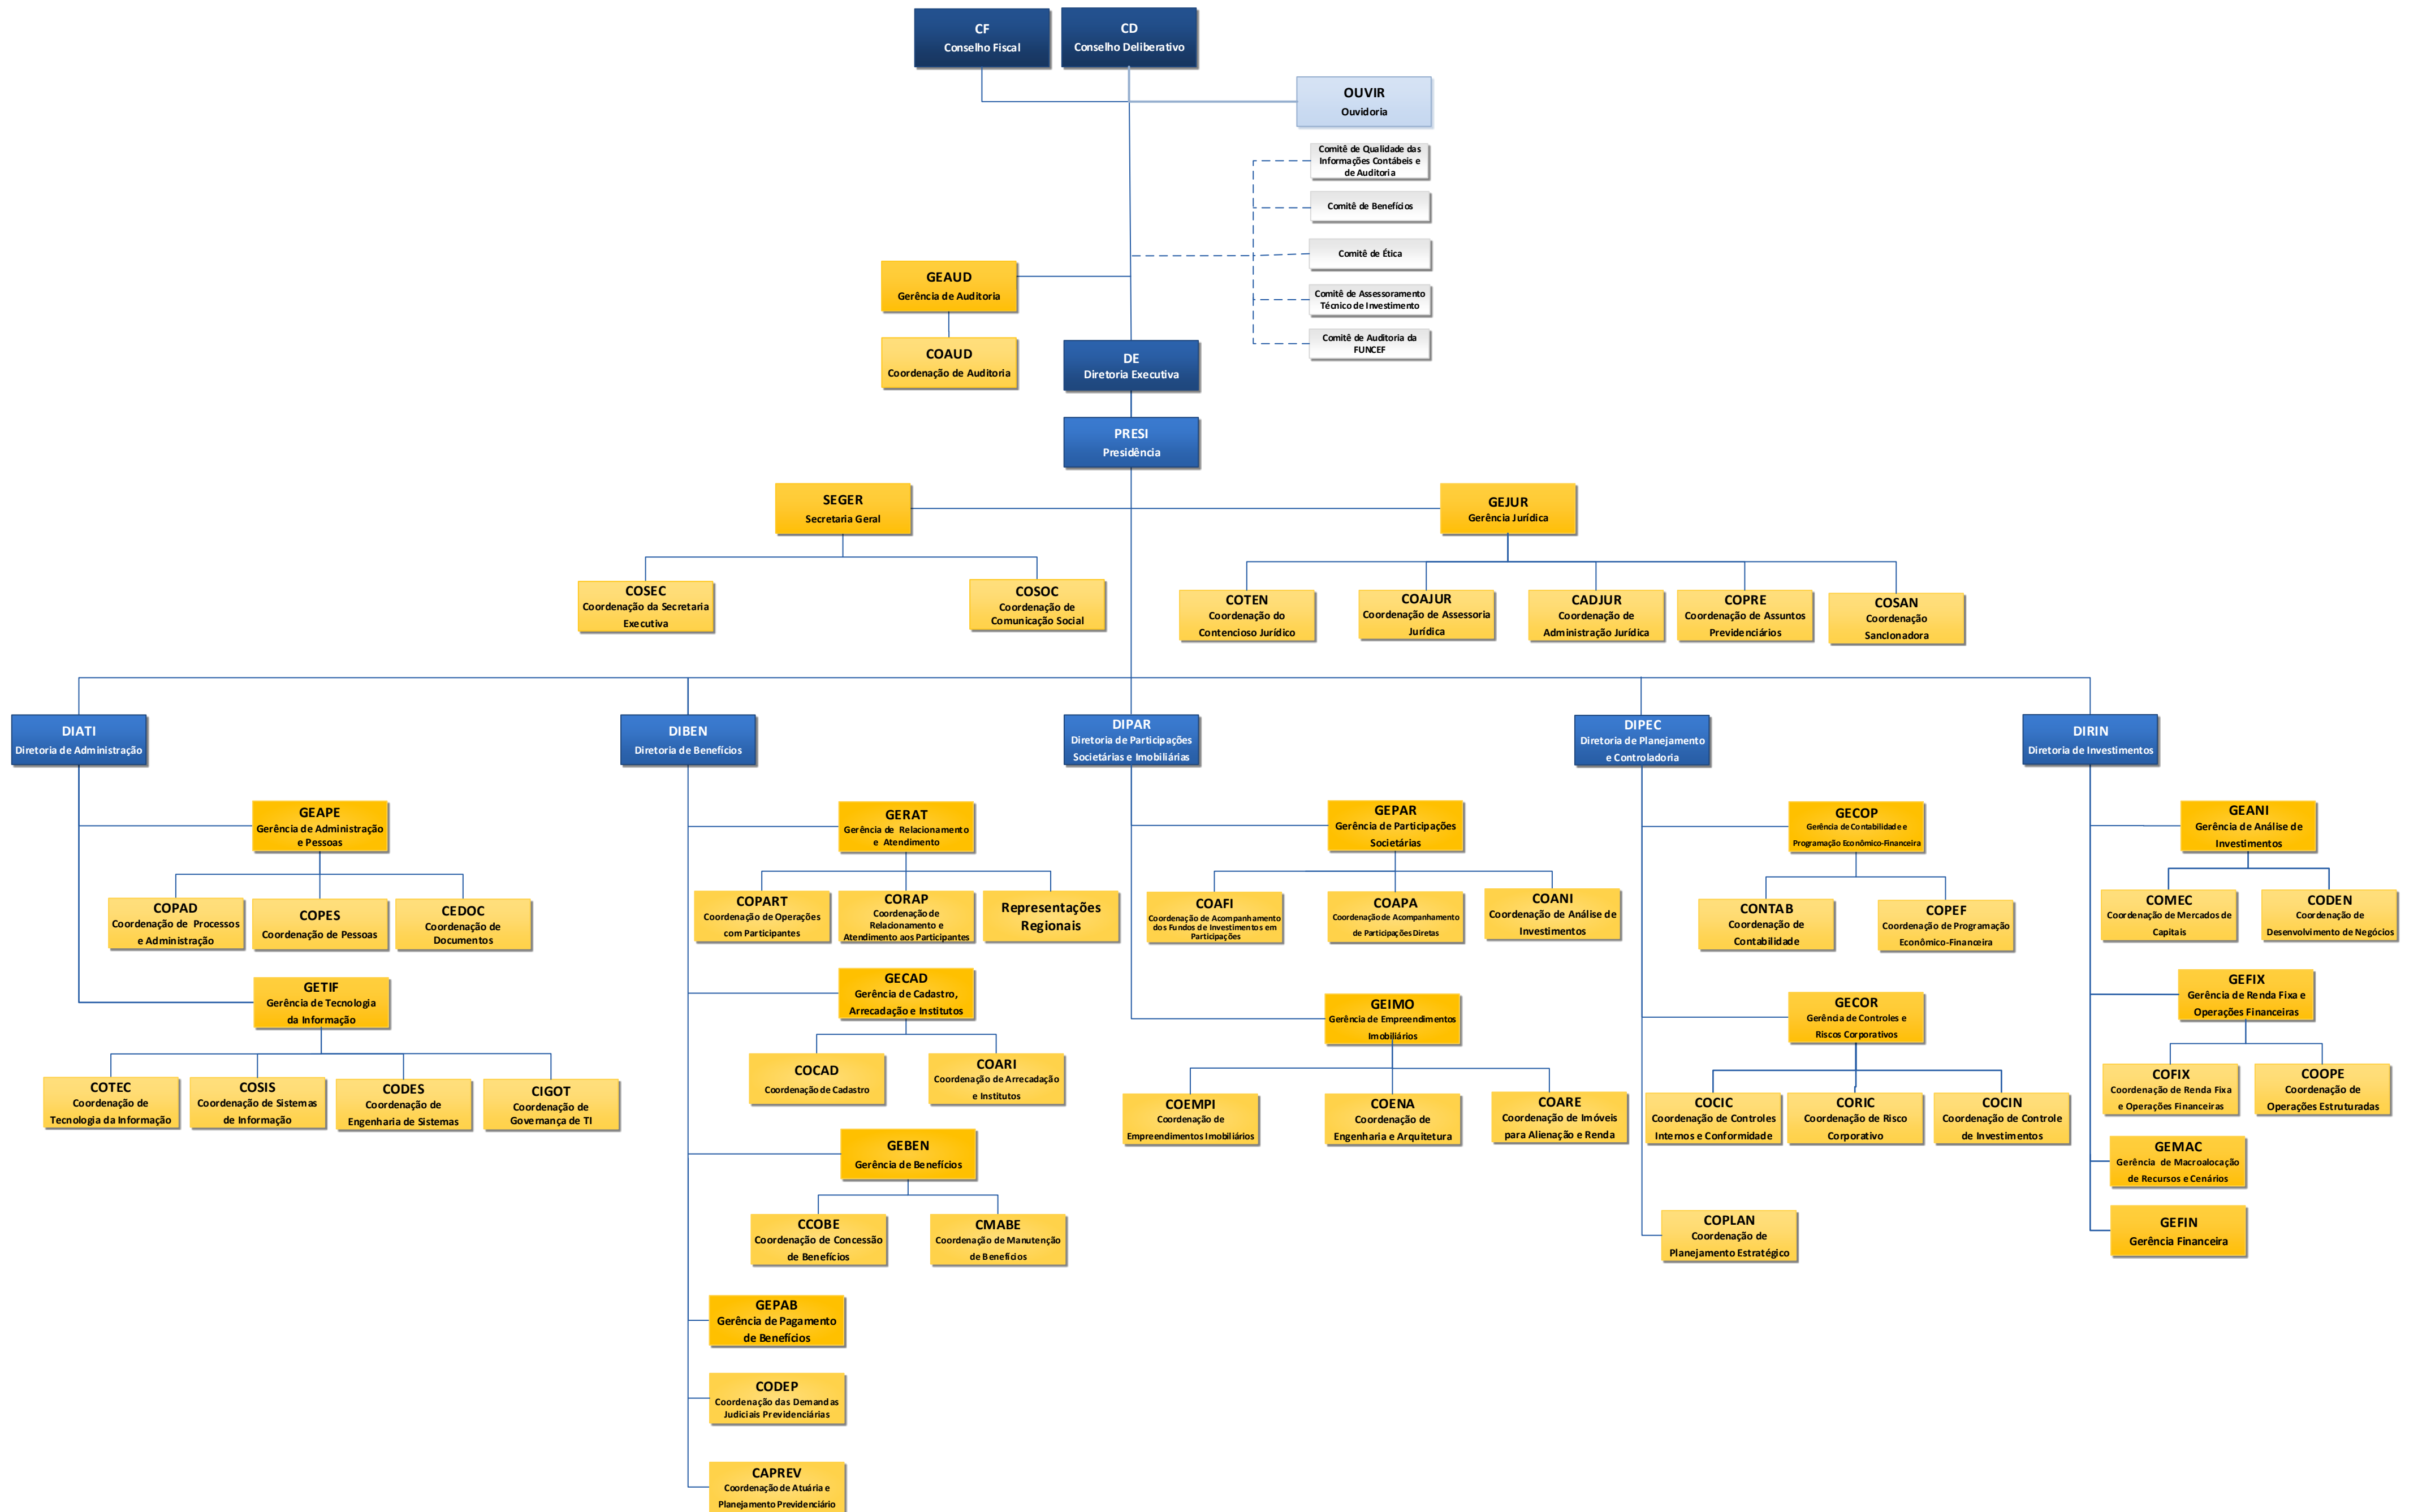 CF
Conselho Fiscal
CD
Conselho Deliberativo
OUVIR
Ouvidoria
Comitê de Qualidade das
Informações Contábeis e
de Auditoria
Comitê de Benefícios
Comitê de Ética
Comitê de Assessoramento
Técnico de Investimento
Comitê de Auditoria da
FUNCEF
GEAUD
Gerência de Auditoria
COAUD
Coordenação de Auditoria
DE
Diretoria Executiva
PRESI
Presidência
SEGER
Secretaria Geral
GEJUR
Gerência Jurídica
COSEC
Coordenação da Secretaria
Executiva
COSOC
Coordenação de
Comunicação Social
COTEN
Coordenação do
Contencioso Jurídico
COAJUR
Coordenação de Assessoria
Jurídica
CADJUR
Coordenação de
Administração Jurídica
COPRE
Coordenação de Assuntos
Previdenciários
COSAN
Coordenação
SancIonadora
DIATI
Diretoria de Administração
DIBEN
Diretoria de Benefícios
DIPAR
Diretoria de Participações
Societárias e Imobiliárias
DIPEC
Diretoria de Planejamento
e Controladoria
DIRIN
Diretoria de Investimentos
GEAPE
Gerência de Administração
e Pessoas
COPAD
Coordenação de Processos
e Administração
COPES
Coordenação de Pessoas
CEDOC
Coordenação de
Documentos
GETIF
Gerência de Tecnologia
da Informação
COTEC
Coordenação de
Tecnologia da Informação
COSIS
Coordenação de Sistemas
de Informação
CODES
Coordenação de
Engenharia de Sistemas
CIGOT
Coordenação de
Governança de TI
GERAT
Gerência de Relacionamento
e Atendimento
COPART
Coordenação de Operações
com Participantes
CORAP
Coordenação de
Relacionamento e
Atendimento aos Participantes
Representações
Regionais
GECAD
Gerência de Cadastro,
Arrecadação e Institutos
COCAD
Coordenação de Cadastro
COARI
Coordenação de Arrecadação
e Institutos
GEBEN
Gerência de Benefícios
CCOBE
Coordenação de Concessão
de Benefícios
CMABE
Coordenação de Manutenção
de Benefícios
GEPAB
Gerência de Pagamento
de Benefícios
CODEP
Coordenação das Demandas
Judiciais Previdenciárias
CAPREV
Coordenação de Atuária e
Planejamento Previdenciário
GEPAR
Gerência de Participações
Societárias
COAFI
Coordenação de Acompanhamento
dos Fundos de Investimentos em
Participações
COAPA
Coordenação de Acompanhamento
de Participações Diretas
COANI
Coordenação de Análise de
Investimentos
GEIMO
Gerência de Empreendimentos
Imobiliários
COEMPI
Coordenação de
Empreendimentos Imobiliários
COENA
Coordenação de
Engenharia e Arquitetura
COARE
Coordenação de Imóveis
para Alienação e Renda
GECOP
Gerência de Contabilidade e
Programação Econômico-Financeira
CONTAB
Coordenação de
Contabilidade
COPEF
Coordenação de Programação
Econômico-Financeira
GECOR
Gerência de Controles e
Riscos Corporativos
COCIC
Coordenação de Controles
Internos e Conformidade
CORIC
Coordenação de Risco
Corporativo
COCIN
Coordenação de Controle
de Investimentos
COPLAN
Coordenação de
Planejamento Estratégico
GEANI
Gerência de Análise de
Investimentos
COMEC
Coordenação de Mercados de
Capitais
CODEN
Coordenação de
Desenvolvimento de Negócios
GEFIX
Gerência de Renda Fixa e
Operações Financeiras
COFIX
Coordenação de Renda Fixa
e Operações Financeiras
COOPE
Coordenação de
Operações Estruturadas
GEMAC
Gerência de Macroalocação
de Recursos e Cenários
GEFIN
Gerência Financeira